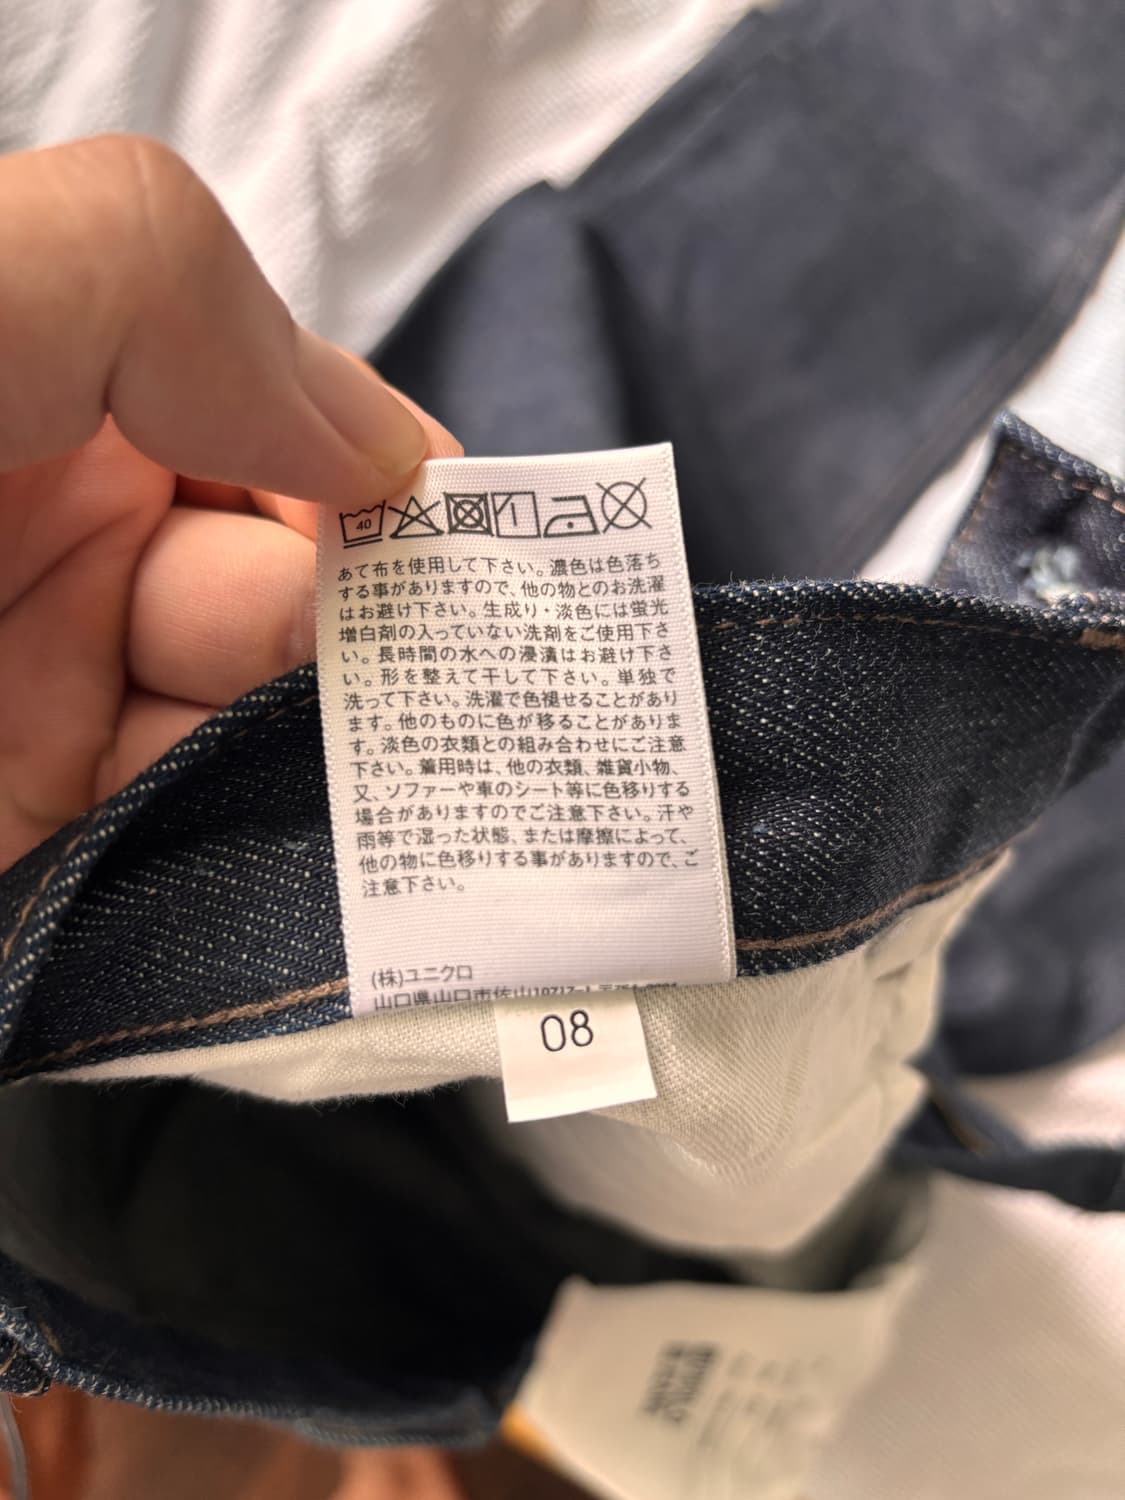 40
あて布を使用して下さい。濃色は色落ち
する事がありますので、他の物とのお洗濯
はお避け下さい。生成り・淡色には蛍光
増白剤の入っていない洗剤をご使用下さ
い。長時間の水への浸漬はお避け下さ
い。形を整えて干して下さい。単独で
洗って下さい。洗濯で色褪せることがあり
ます。他のものに色が移ることがありま
す。淡色の衣類との組み合わせにご注意
下さい。着用時は、他の衣類、雑貨小物、
又、ソファーや車のシート等に色移りする
場合がありますのでご注意下さい。汗や
雨等で湿った状態、または摩擦によって、
他の物に色移りする事がありますので、ご
注意下さい。
(株)ユニクロ
山口県山口市佐山10717-1
08